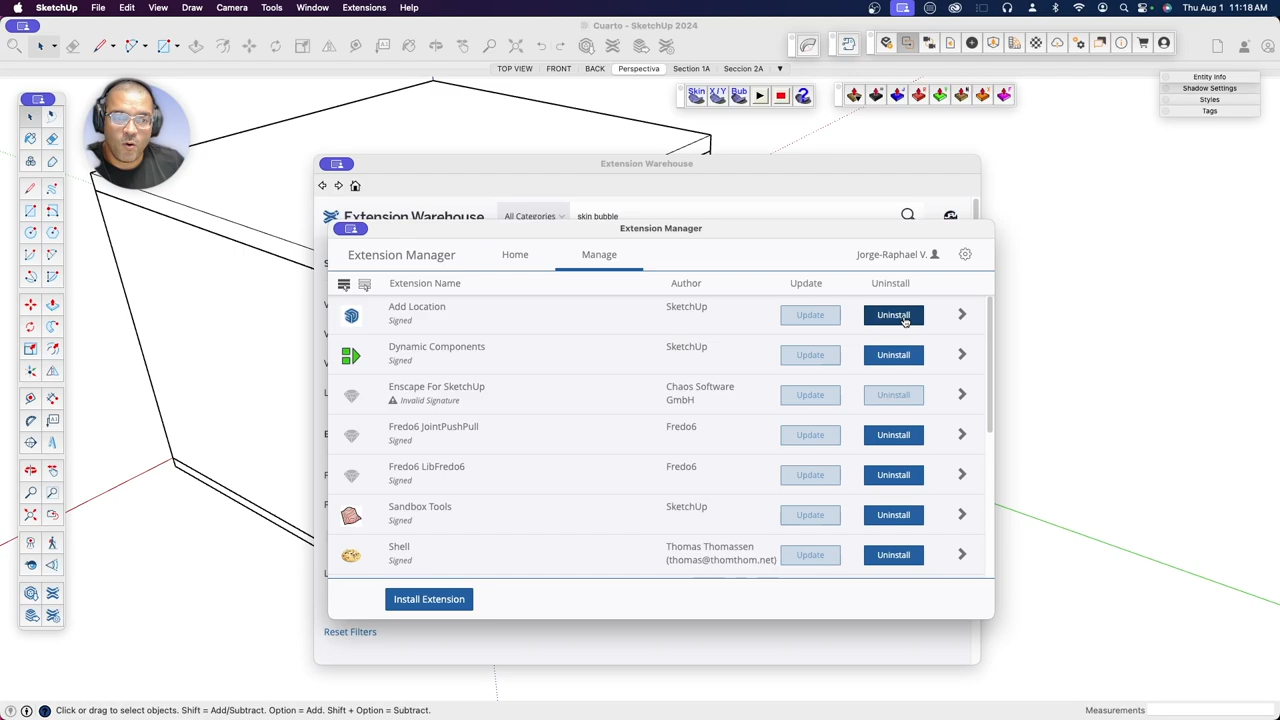 SketchUp File Edit View Camera Draw Tools Window Extensions Help Thu Aug 1 11:18 AM
Cuarto - SketchUp 2024
TOP VIEW FRONT BACK Perspectiva Section 1A Seccion 2A
Entity Info
Shadow Settings
Styles
Tags
Skin X/Y Bub
Extension Warehouse
Extension Warehouse All Categories skin bubble
Extension Manager
Extension Manager Home Manage Jorge-Raphael V.
Extension Name Author Update Uninstall
Add Location SketchUp Update Uninstall
Signed
Dynamic Components SketchUp Update Uninstall
Signed
Enscape For SketchUp Chaos Software GmbH Update Uninstall
Invalid Signature
Fredo6 JointPushPull Fredo6 Update Uninstall
Signed
Fredo6 LibFredo6 Fredo6 Update Uninstall
Signed
Sandbox Tools SketchUp Update Uninstall
Signed
Shell Thomas Thomassen (thomas@thomthom.net) Update Uninstall
Signed
Install Extension
Reset Filters
Click or drag to select objects. Shift = Add/Subtract. Option = Add. Shift + Option = Subtract. Measurements